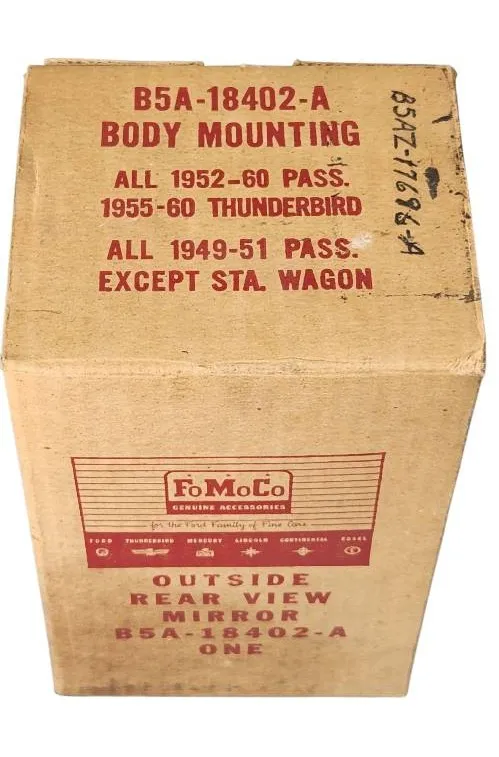 B5A-18402-A
BODY MOUNTING
ALL 1952-60 PASS.
1955-60 THUNDERBIRD
ALL 1949-51 PASS.
EXCEPT STA. WAGON
B5AZ-17696-A
FoMoCo
GENUINE ACCESSORIES
for the Ford Family of Fine Cars
FORD THUNDERBIRD MERCURY LINCOLN CONTINENTAL EDSEL
OUTSIDE
REAR VIEW
MIRROR
B5A-18402-A
ONE